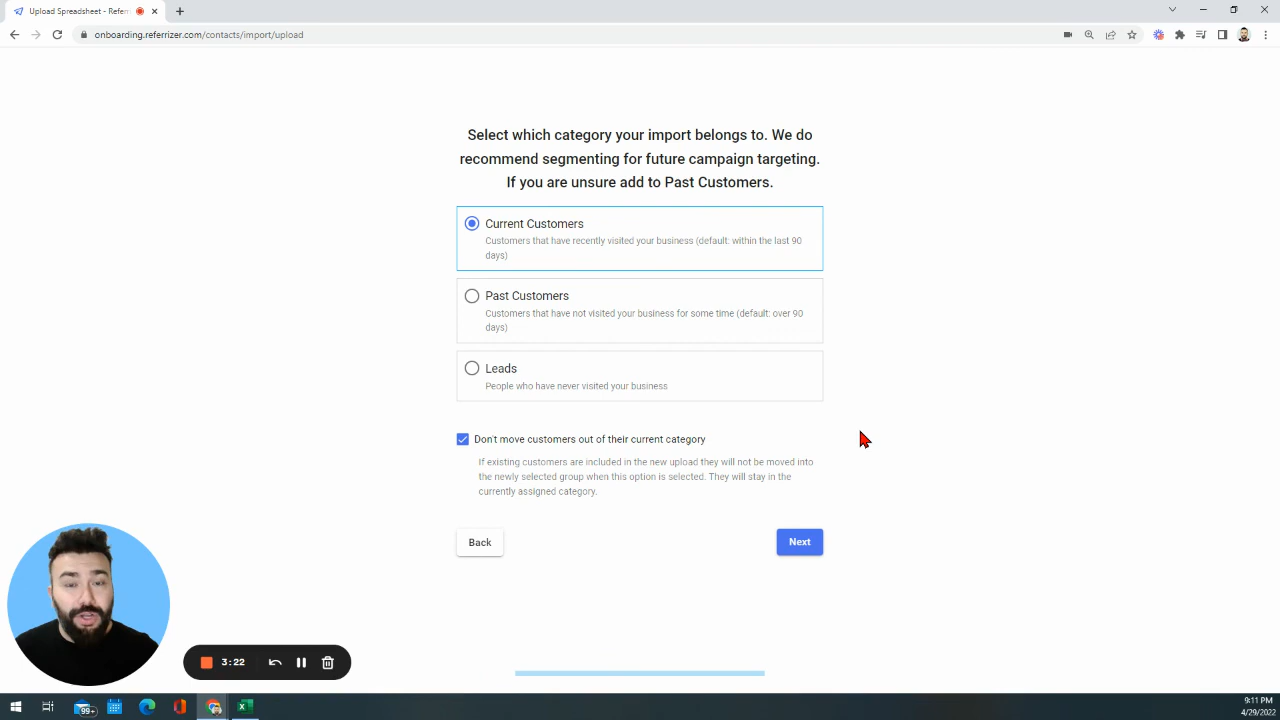 Upload Spreadsheet - Referr
onboarding.referrizer.com/contacts/import/upload
Select which category your import belongs to. We do
recommend segmenting for future campaign targeting.
If you are unsure add to Past Customers.
Current Customers
Customers that have recently visited your business (default: within the last 90
days)
Past Customers
Customers that have not visited your business for some time (default: over 90
days)
Leads
People who have never visited your business
Don't move customers out of their current category
If existing customers are included in the new upload they will not be moved into
the newly selected group when this option is selected. They will stay in the
currently assigned category.
Back
Next
3:22
99+
9:11 PM
4/29/2022